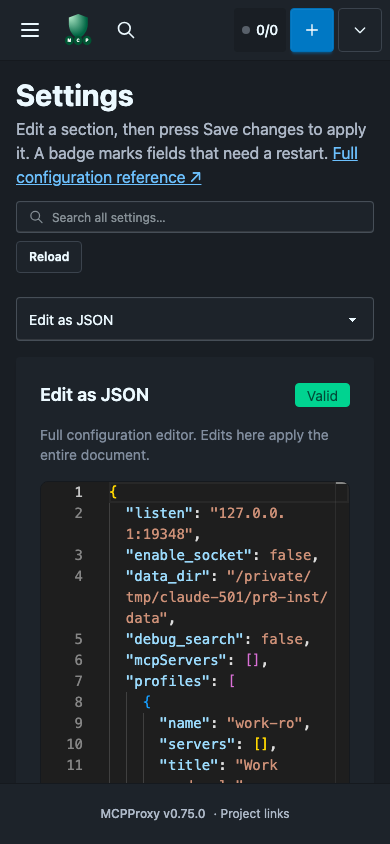 MCP
0/0
Settings
Edit a section, then press Save changes to apply
it. A badge marks fields that need a restart. Full
configuration reference ↗
Search all settings...
Reload
Edit as JSON
Edit as JSON
Valid
Full configuration editor. Edits here apply the
entire document.
1 {
2 "listen": "127.0.0.
1:19348",
3 "enable_socket": false,
4 "data_dir": "/private/
tmp/claude-501/pr8-inst/
data",
5 "debug_search": false,
6 "mcpServers": [],
7 "profiles": [
8 {
9 "name": "work-ro",
10 "servers": [],
11 "title": "Work
MCPProxy v0.75.0 · Project links